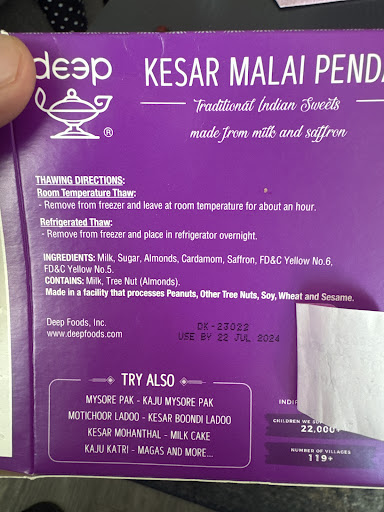 deep
KESAR MALAI PENDA
Traditional Indian Sweets
made from milk and saffron
®
THAWING DIRECTIONS:
Room Temperature Thaw:
- Remove from freezer and leave at room temperature for about an hour.
Refrigerated Thaw:
- Remove from freezer and place in refrigerator overnight.
INGREDIENTS: Milk, Sugar, Almonds, Cardamom, Saffron, FD&C Yellow No.6,
FD&C Yellow No.5.
CONTAINS: Milk, Tree Nut (Almonds).
Made in a facility that processes Peanuts, Other Tree Nuts, Soy, Wheat and Sesame.
Deep Foods, Inc.
www.deepfoods.com
DK-23022
USE BY 22 JUL 2024
TRY ALSO
MYSORE PAK - KAJU MYSORE PAK
MOTICHOOR LADOO - KESAR BOONDI LADOO
KESAR MOHANTHAL - MILK CAKE
KAJU KATRI - MAGAS AND MORE...
CHILDREN WE
22,000+
NUMBER OF VILLAGES
119+